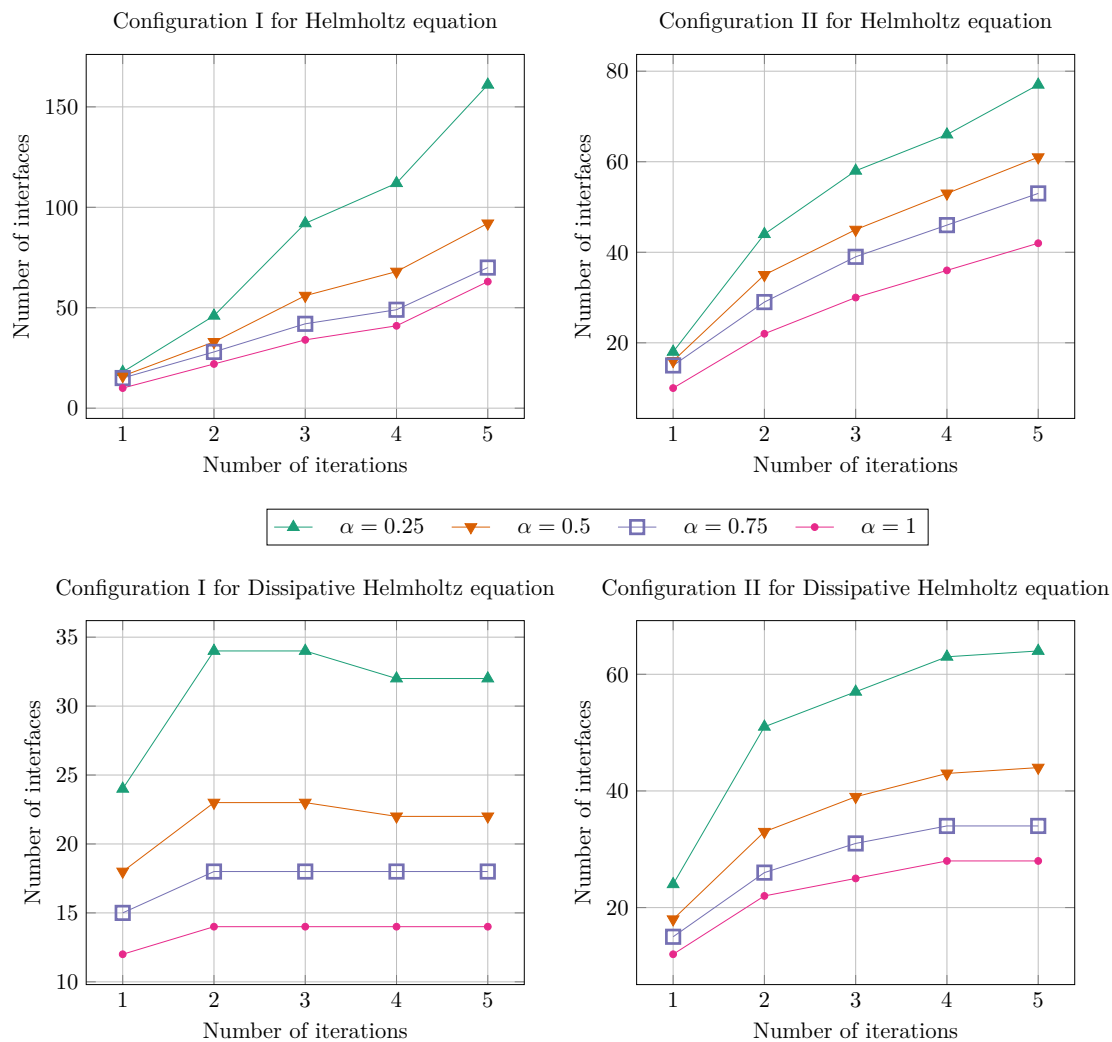 Configuration I for Helmholtz equation
Number of interfaces
150
100
50
0
1 2 3 4 5
Number of iterations
Configuration II for Helmholtz equation
Number of interfaces
80
60
40
20
1 2 3 4 5
Number of iterations
α = 0.25 α = 0.5 α = 0.75 α = 1
Configuration I for Dissipative Helmholtz equation
Number of interfaces
35
30
25
20
15
10
1 2 3 4 5
Number of iterations
Configuration II for Dissipative Helmholtz equation
Number of interfaces
60
40
20
1 2 3 4 5
Number of iterations